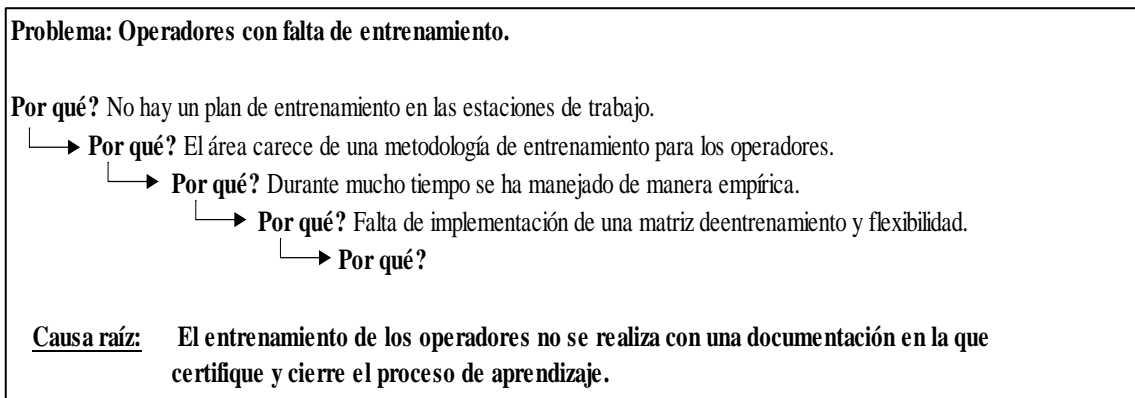 Problema: Operadores con falta de entrenamiento.
Por qué? No hay un plan de entrenamiento en las estaciones de trabajo.
Por qué? El área carece de una metodología de entrenamiento para los operadores.
Por qué? Durante mucho tiempo se ha manejado de manera empírica.
Por qué? Falta de implementación de una matriz deentrenamiento y flexibilidad.
Por qué?
Causa raíz: El entrenamiento de los operadores no se realiza con una documentación en la que
certifique y cierre el proceso de aprendizaje.